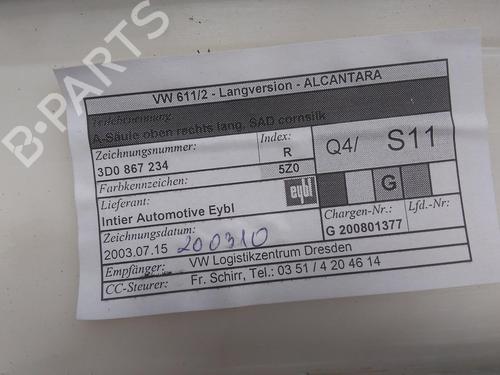 B-PARTS
VW 611/2 - Langversion - ALCANTARA
Teilebenennung:
A-Säule oben rechts lang, SAD cornsilk
Zeichnungsnummer: Index:
3D0 867 234 R
Farbkennzeichen: 5Z0
Q4/ S11
Lieferant:
Intier Automotive Eybl
eybl
G
Zeichnungsdatum:
2003.07.15 200310
Chargen-Nr.: Lfd.-Nr.:
G 200801377
Empfänger: VW Logistikzentrum Dresden
CC-Steurer: Fr. Schirr, Tel.: 03 51 / 4 20 46 14